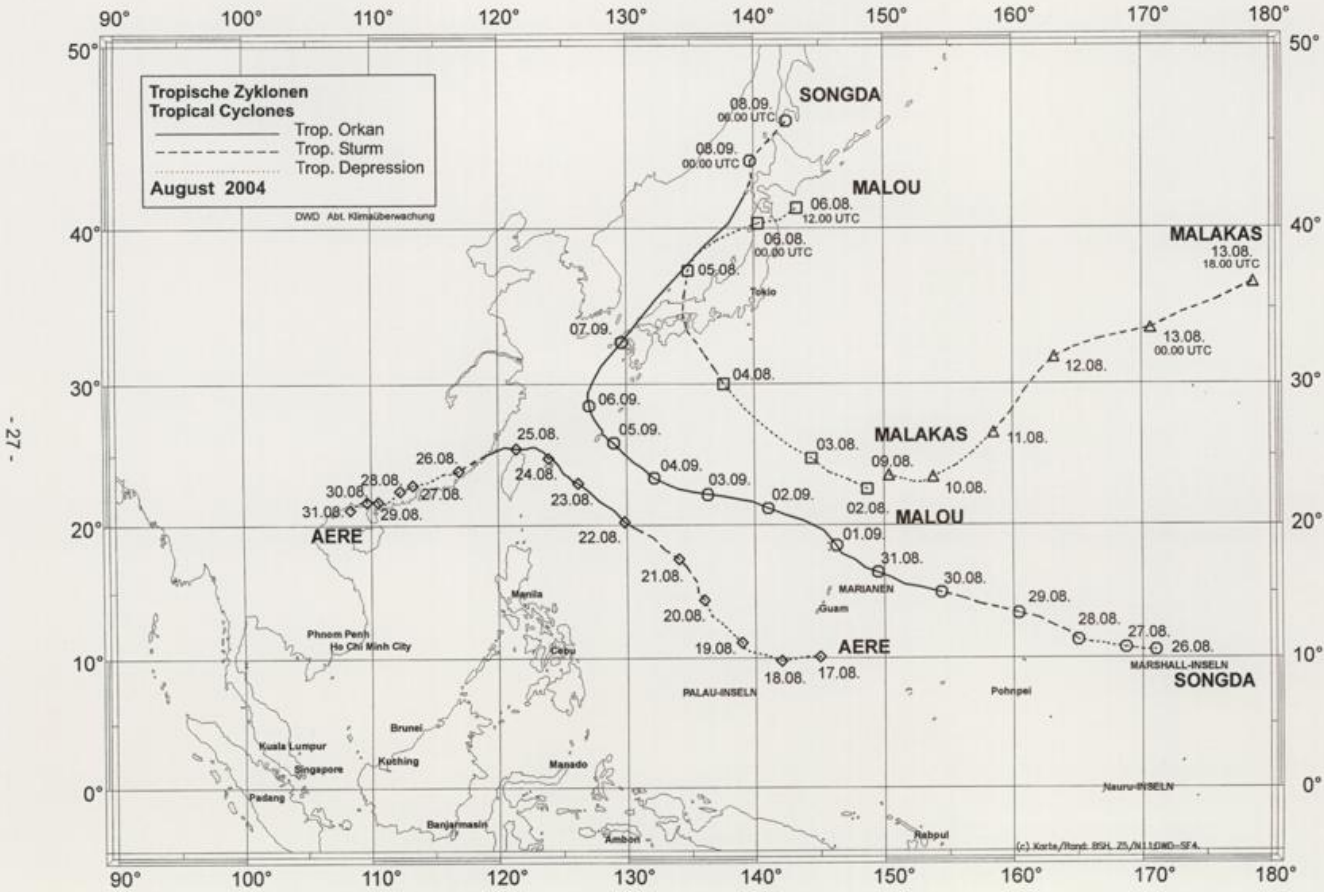 90° 100° 110° 120° 130° 140° 150° 160° 170° 180°
50° 50°
Tropische Zyklonen
Tropical Cyclones
Trop. Orkan
Trop. Sturm
Trop. Depression
August 2004
DWD Abt. Klimaüberwachung
08.09.
06.00 UTC
SONGDA
08.09.
00.00 UTC
MALOU
06.08.
12.00 UTC
06.08.
00.00 UTC
40° 40°
MALAKAS
13.08.
18.00 UTC
05.08.
Tokio
07.09.
13.08.
00.00 UTC
12.08.
04.08.
30° 30°
06.09.
05.09.
11.08.
MALAKAS
03.08.
09.08.
10.08.
25.08.
04.09.
26.08.
24.08.
03.09.
02.08.
28.08.
27.08.
23.08.
02.09.
MALOU
30.08.
31.08.
29.08.
20° 20°
AERE
22.08.
01.09.
31.08.
21.08.
30.08.
MARIANEN
29.08.
Manila
20.08.
Guam
28.08.
27.08.
26.08.
Phnom Penh
Ho Chi Minh City
19.08.
AERE
Cebu
10° 10°
18.08.
17.08.
MARSHALL-INSELN
SONGDA
PALAU-INSELN
Pohnpei
Brunei
Kuala Lumpur
Kuching
Manado
Singapore
Padang
Nauru-INSELN
0° 0°
Banjarmasin
Ambon
Rabpul
90° 100° 110° 120° 130° 140° 150° 160° 170° 180°
- 27 -